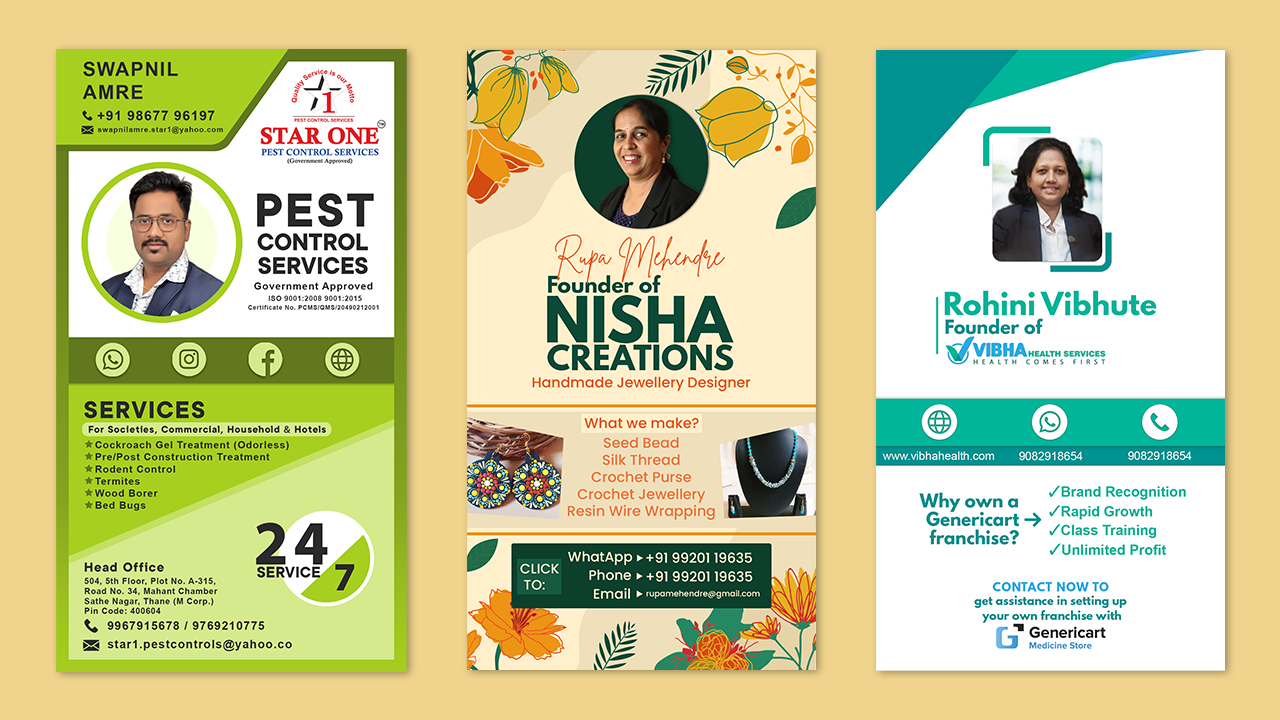 SWAPNIL
AMRE
+91 98677 96197
swapnilamre.star1@yahoo.com
Quality Service is our Motto
1
PEST CONTROL SERVICES
STAR ONE™
PEST CONTROL SERVICES
(Government Approved)
PEST
CONTROL
SERVICES
Government Approved
ISO 9001:2008 9001:2015
Certificate No. PCMS/QMS/20490212001
SERVICES
For Societies, Commercial, Household & Hotels
Cockroach Gel Treatment (Odorless)
Pre/Post Construction Treatment
Rodent Control
Termites
Wood Borer
Bed Bugs
24
SERVICE
7
Head Office
504, 5th Floor, Plot No. A-315,
Road No. 34, Mahant Chamber
Sathe Nagar, Thane (M Corp.)
Pin Code: 400604
9967915678 / 9769210775
star1.pestcontrols@yahoo.co
Rupa Mehendre
Founder of
NISHA
CREATIONS
Handmade Jewellery Designer
What we make?
Seed Bead
Silk Thread
Crochet Purse
Crochet Jewellery
Resin Wire Wrapping
CLICK
TO:
WhatApp +91 99201 19635
Phone +91 99201 19635
Email rupamehendre@gmail.com
Rohini Vibhute
Founder of
VIBHA HEALTH SERVICES
HEALTH COMES FIRST
www.vibhahealth.com 9082918654 9082918654
Why own a
Genericart
franchise?
✓Brand Recognition
✓Rapid Growth
✓Class Training
✓Unlimited Profit
CONTACT NOW TO
get assistance in setting up
your own franchise with
Genericart
Medicine Store